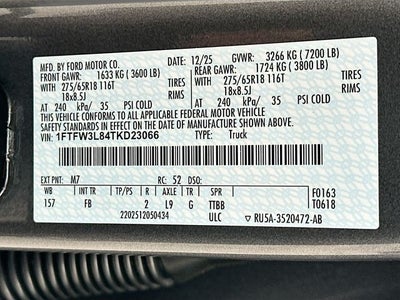 MFD. BY FORD MOTOR CO. 12/25 GVWR: 3266 KG ( 7200 LB)
FRONT GAWR: 1633 KG ( 3600 LB) REAR GAWR: 1724 KG ( 3800 LB)
WITH TIRES WITH TIRES
275/65R18 116T RIMS 275/65R18 116T RIMS
18x8.5J 18x8.5J
AT 240 kPa/ 35 PSI COLD AT 240 kPa/ 35 PSI COLD
THIS VEHICLE CONFORMS TO ALL APPLICABLE FEDERAL MOTOR VEHICLE
SAFETY STANDARDS IN EFFECT ON THE DATE OF MANUFACTURE SHOWN ABOVE.
VIN: 1FTFW3L84TKD23066 TYPE: Truck
EXT PNT: M7 RC: 52 DSO:
WB INT TR TP/PS R AXLE TR SPR F0163
157 FB 2 L9 G TTBB T0618
2202512050434 ULC RU5A-3520472-AB